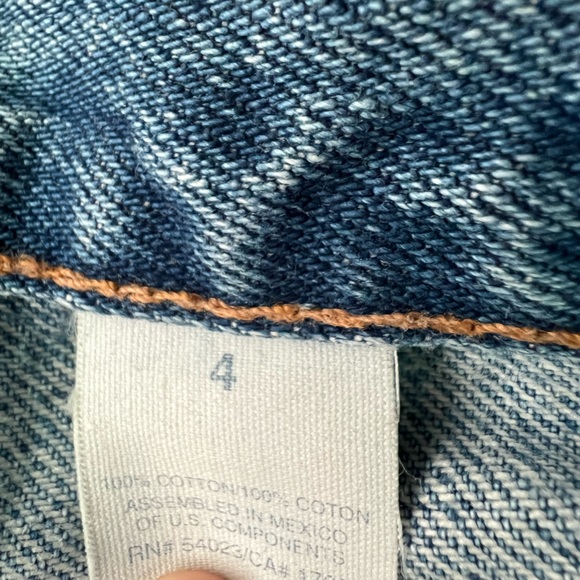 4
100% COTTON/100% COTON
ASSEMBLED IN MEXICO
OF U.S. COMPONENTS
RN# 54023/CA#